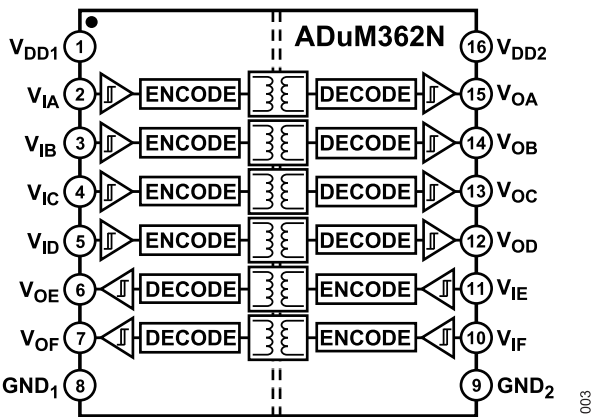 ADuM362N
VDD1 1 16 VDD2
VIA 2 ENCODE DECODE 15 VOA
VIB 3 ENCODE DECODE 14 VOB
VIC 4 ENCODE DECODE 13 VOC
VID 5 ENCODE DECODE 12 VOD
VOE 6 DECODE ENCODE 11 VIE
VOF 7 DECODE ENCODE 10 VIF
GND1 8 9 GND2
003